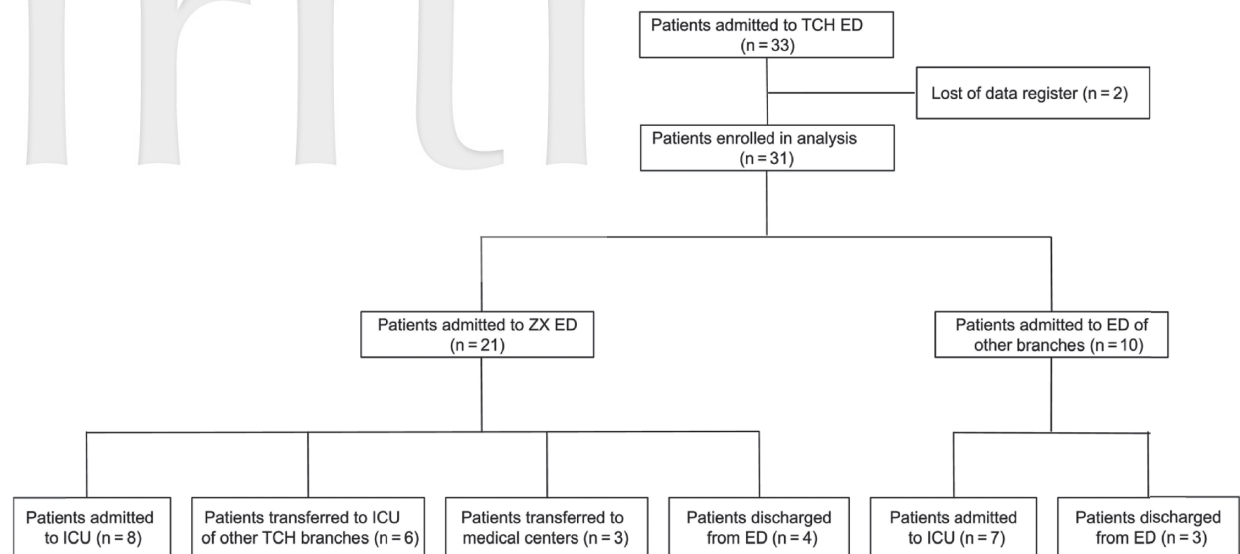 Patients admitted to TCH ED
(n = 33)
Lost of data register (n = 2)
Patients enrolled in analysis
(n = 31)
Patients admitted to ZX ED
(n = 21)
Patients admitted to ED of
other branches (n = 10)
Patients admitted
to ICU (n = 8)
Patients transferred to ICU
of other TCH branches (n = 6)
Patients transferred to
medical centers (n = 3)
Patients discharged
from ED (n = 4)
Patients admitted
to ICU (n = 7)
Patients discharged
from ED (n = 3)